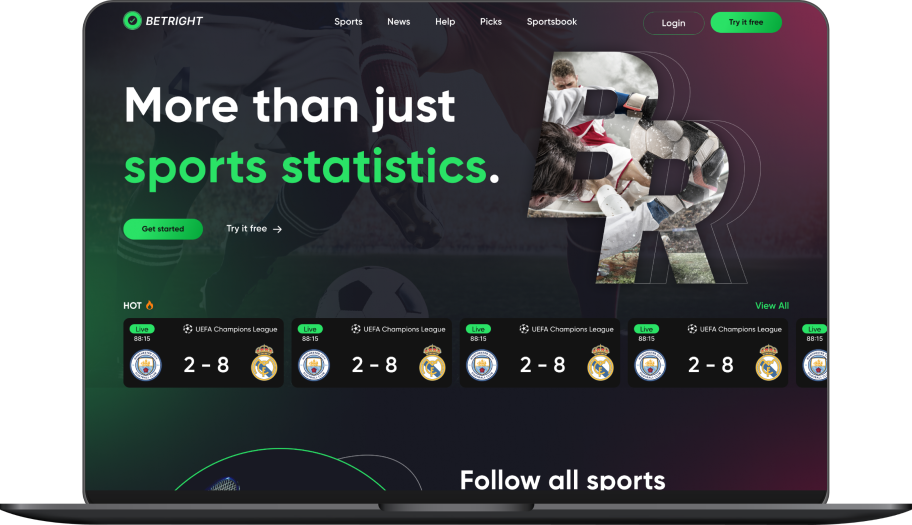 BETRIGHT
Sports News Help Picks Sportsbook Login Try it free
More than just
sports statistics.
Get started Try it free →
HOT
View All
Live UEFA Champions League
88:15
2 - 8
Live UEFA Champions League
88:15
2 - 8
Live UEFA Champions League
88:15
2 - 8
Live UEFA Champions League
88:15
2 - 8
Live
88:15
Follow all sports